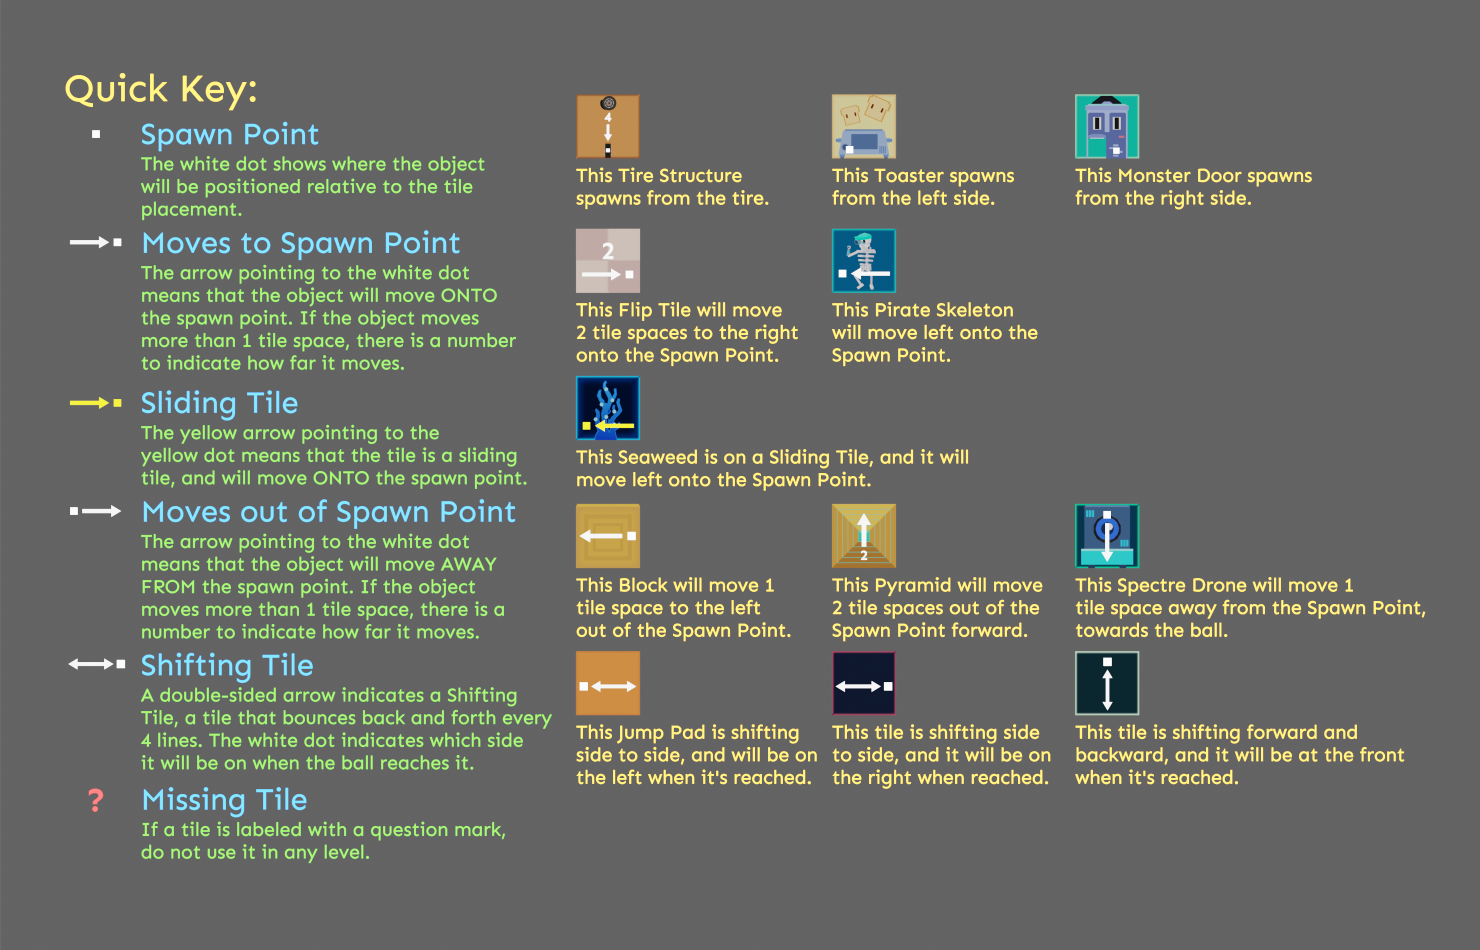 Quick Key:
Spawn Point
The white dot shows where the object
will be positioned relative to the tile
placement.
4
This Tire Structure
spawns from the tire.
This Toaster spawns
from the left side.
This Monster Door spawns
from the right side.
Moves to Spawn Point
The arrow pointing to the white dot
means that the object will move ONTO
the spawn point. If the object moves
more than 1 tile space, there is a number
to indicate how far it moves.
2
This Flip Tile will move
2 tile spaces to the right
onto the Spawn Point.
This Pirate Skeleton
will move left onto the
Spawn Point.
Sliding Tile
The yellow arrow pointing to the
yellow dot means that the tile is a sliding
tile, and will move ONTO the spawn point.
This Seaweed is on a Sliding Tile, and it will
move left onto the Spawn Point.
Moves out of Spawn Point
The arrow pointing to the white dot
means that the object will move AWAY
FROM the spawn point. If the object
moves more than 1 tile space, there is a
number to indicate how far it moves.
This Block will move 1
tile space to the left
out of the Spawn Point.
2
This Pyramid will move
2 tile spaces out of the
Spawn Point forward.
This Spectre Drone will move 1
tile space away from the Spawn Point,
towards the ball.
Shifting Tile
A double-sided arrow indicates a Shifting
Tile, a tile that bounces back and forth every
4 lines. The white dot indicates which side
it will be on when the ball reaches it.
This Jump Pad is shifting
side to side, and will be on
the left when it's reached.
This tile is shifting side
to side, and it will be on
the right when reached.
This tile is shifting forward and
backward, and it will be at the front
when it's reached.
?
Missing Tile
If a tile is labeled with a question mark,
do not use it in any level.